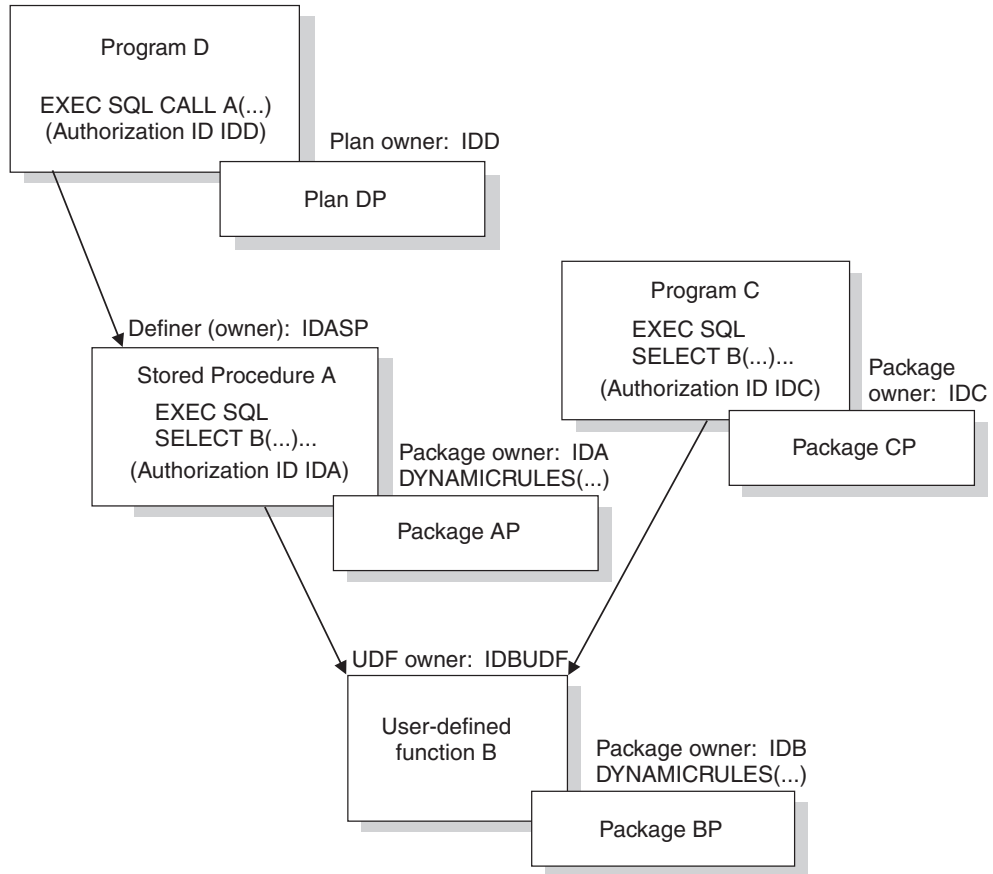 Program D
EXEC SQL CALL A(...)
(Authorization ID IDD)
Plan owner: IDD
Plan DP
Program C
EXEC SQL
SELECT B(...)...
(Authorization ID IDC)
Package
owner: IDC
Package CP
Definer (owner): IDASP
Stored Procedure A
EXEC SQL
SELECT B(...)...
(Authorization ID IDA)
Package owner: IDA
DYNAMICRULES(...)
Package AP
UDF owner: IDBUDF
User-defined
function B
Package owner: IDB
DYNAMICRULES(...)
Package BP